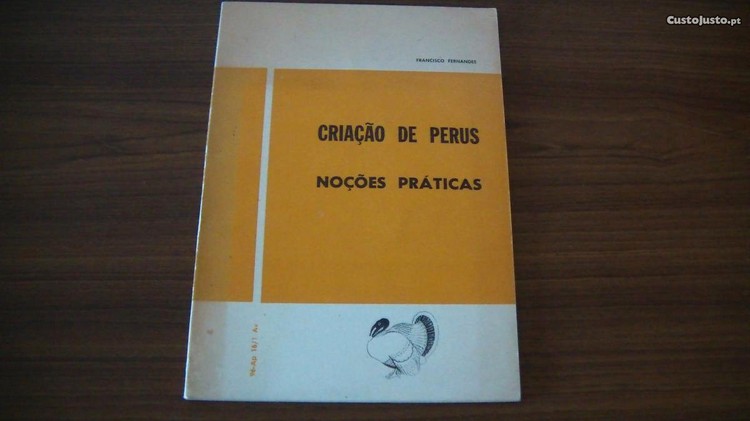 CustoJusto.pt
FRANCISCO FERNANDES
CRIAÇÃO DE PERUS
NOÇÕES PRÁTICAS